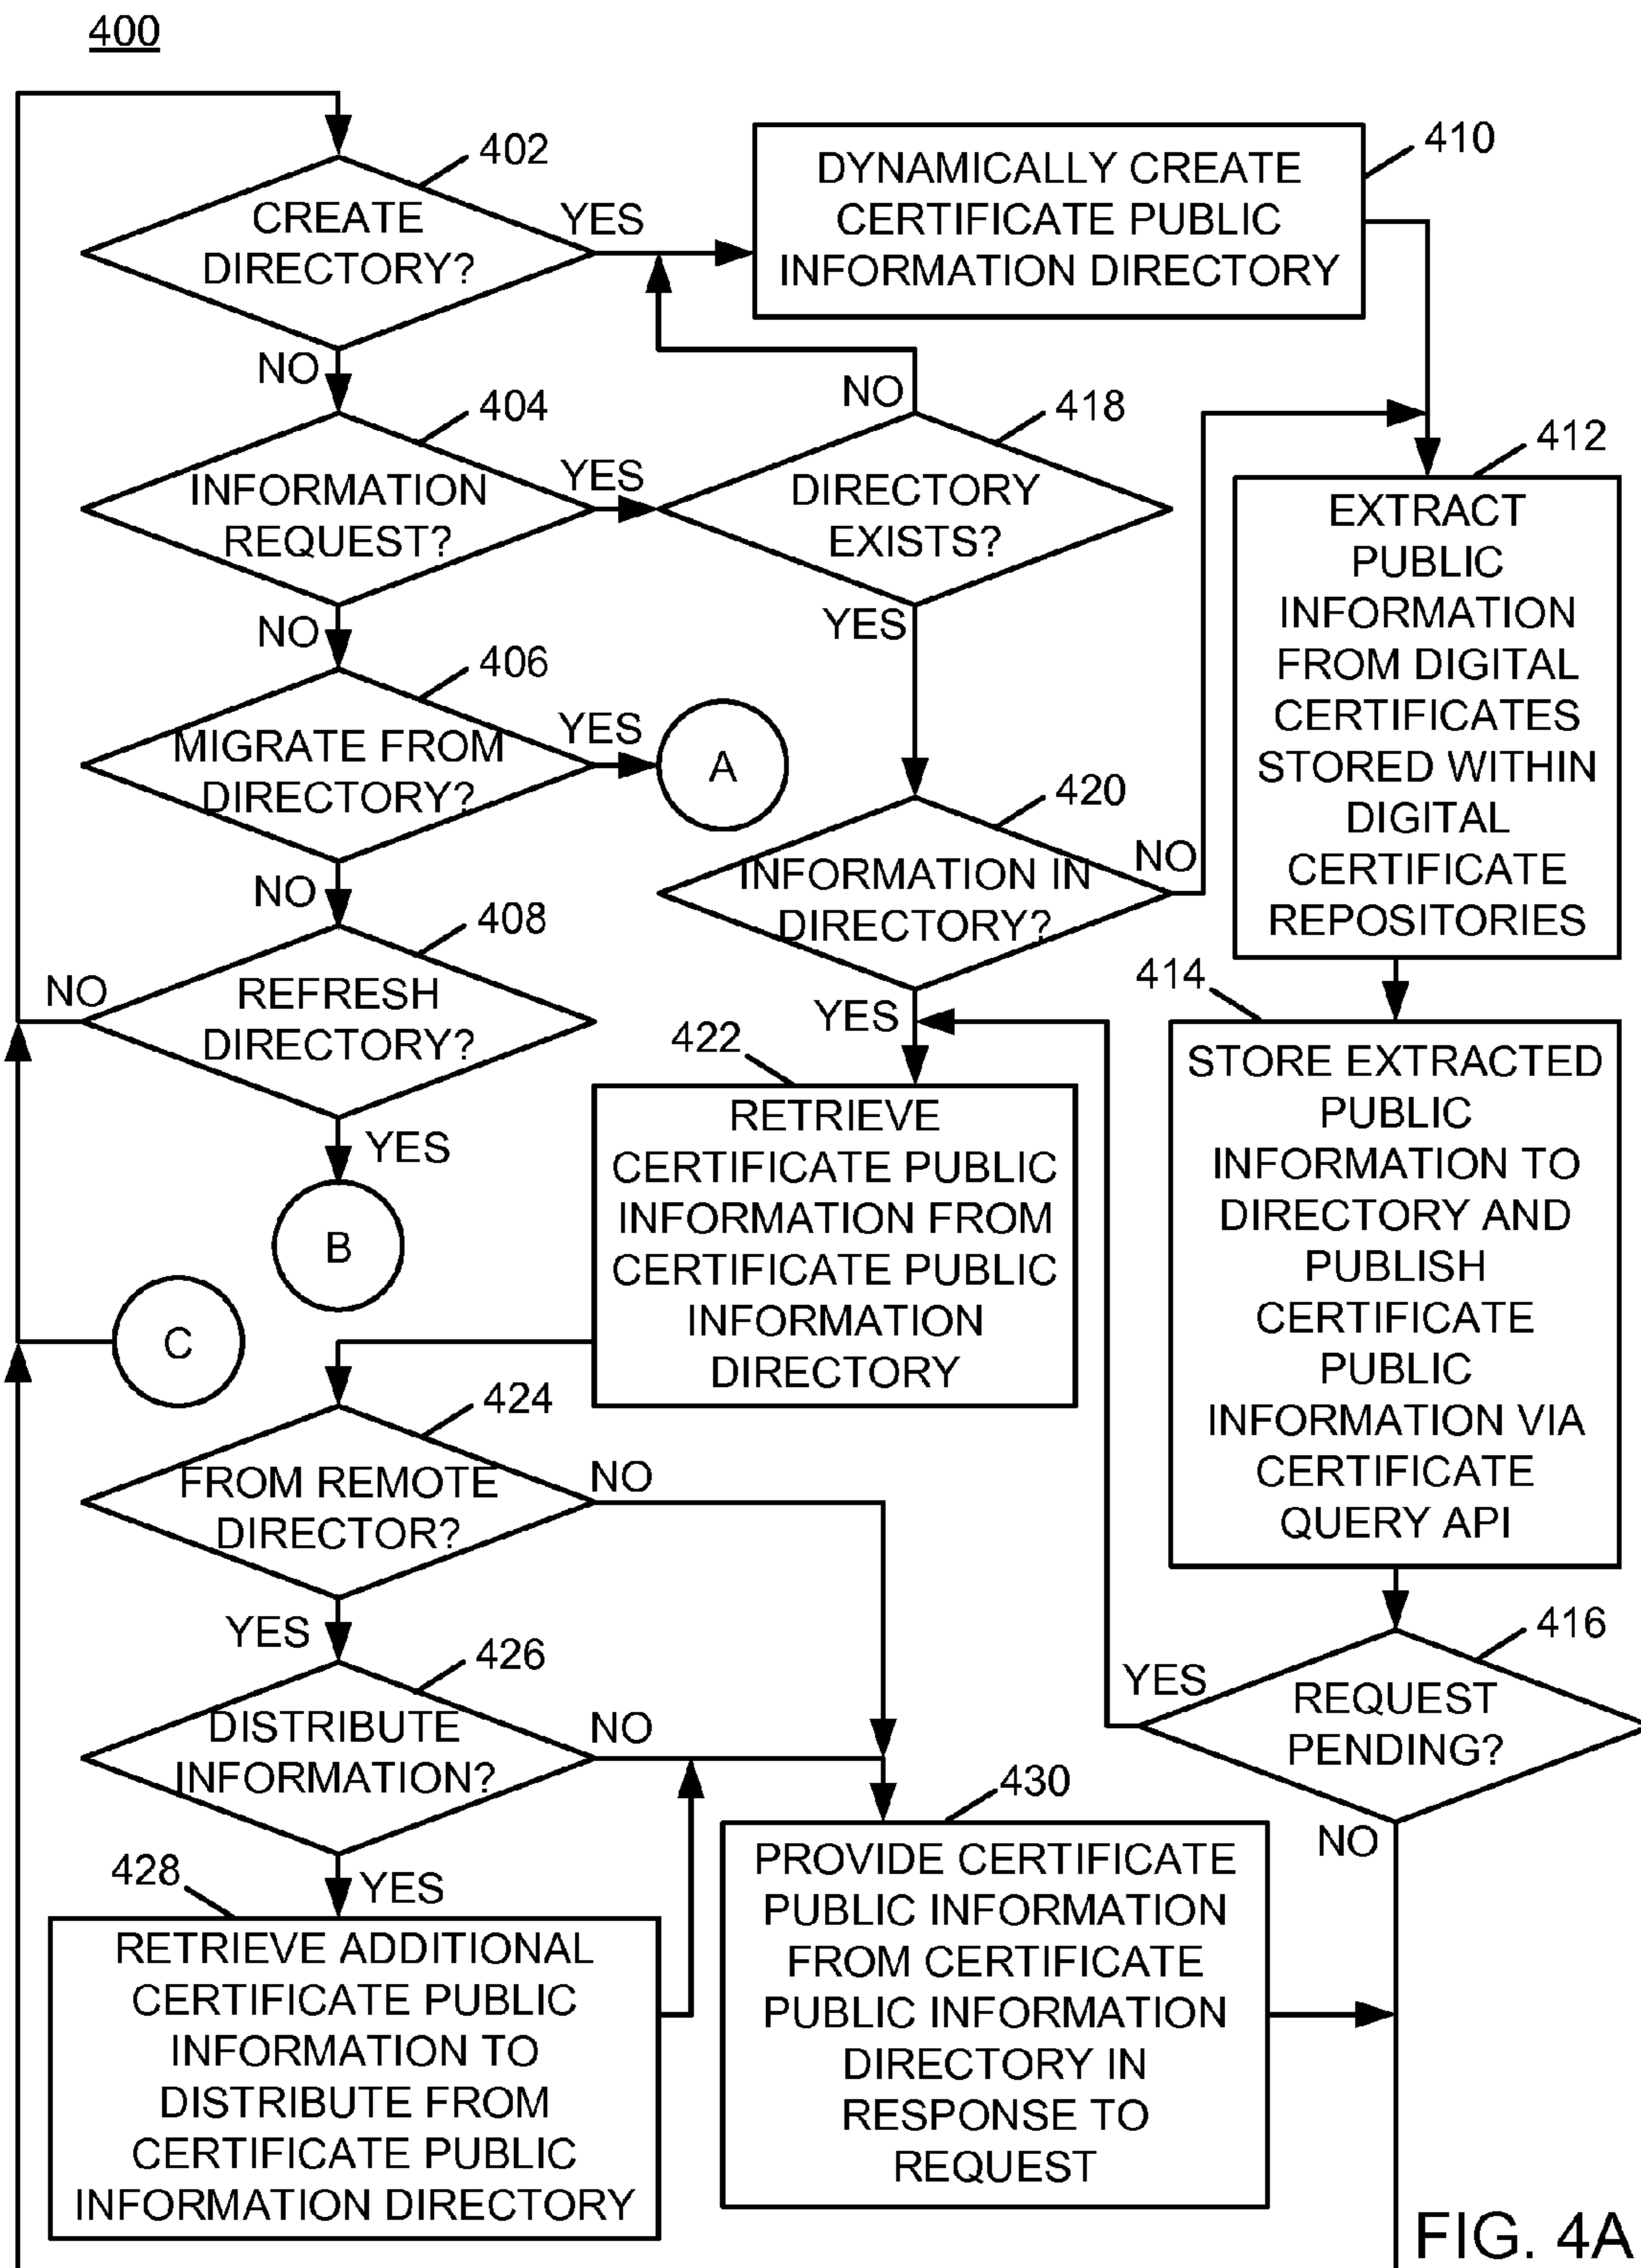 400
402
CREATE
DIRECTORY?
YES
NO
410
DYNAMICALLY CREATE
CERTIFICATE PUBLIC
INFORMATION DIRECTORY
404
INFORMATION
REQUEST?
YES
NO
418
DIRECTORY
EXISTS?
NO
YES
412
EXTRACT
PUBLIC
INFORMATION
FROM DIGITAL
CERTIFICATES
STORED WITHIN
DIGITAL
CERTIFICATE
REPOSITORIES
406
MIGRATE FROM
DIRECTORY?
YES
NO
A
420
INFORMATION IN
DIRECTORY?
NO
YES
408
REFRESH
DIRECTORY?
NO
YES
B
C
422
RETRIEVE
CERTIFICATE PUBLIC
INFORMATION FROM
CERTIFICATE PUBLIC
INFORMATION
DIRECTORY
414
STORE EXTRACTED
PUBLIC
INFORMATION TO
DIRECTORY AND
PUBLISH
CERTIFICATE
PUBLIC
INFORMATION VIA
CERTIFICATE
QUERY API
424
FROM REMOTE
DIRECTOR?
NO
YES
416
REQUEST
PENDING?
YES
NO
426
DISTRIBUTE
INFORMATION?
NO
YES
428
RETRIEVE ADDITIONAL
CERTIFICATE PUBLIC
INFORMATION TO
DISTRIBUTE FROM
CERTIFICATE PUBLIC
INFORMATION DIRECTORY
430
PROVIDE CERTIFICATE
PUBLIC INFORMATION
FROM CERTIFICATE
PUBLIC INFORMATION
DIRECTORY IN
RESPONSE TO
REQUEST
FIG. 4A